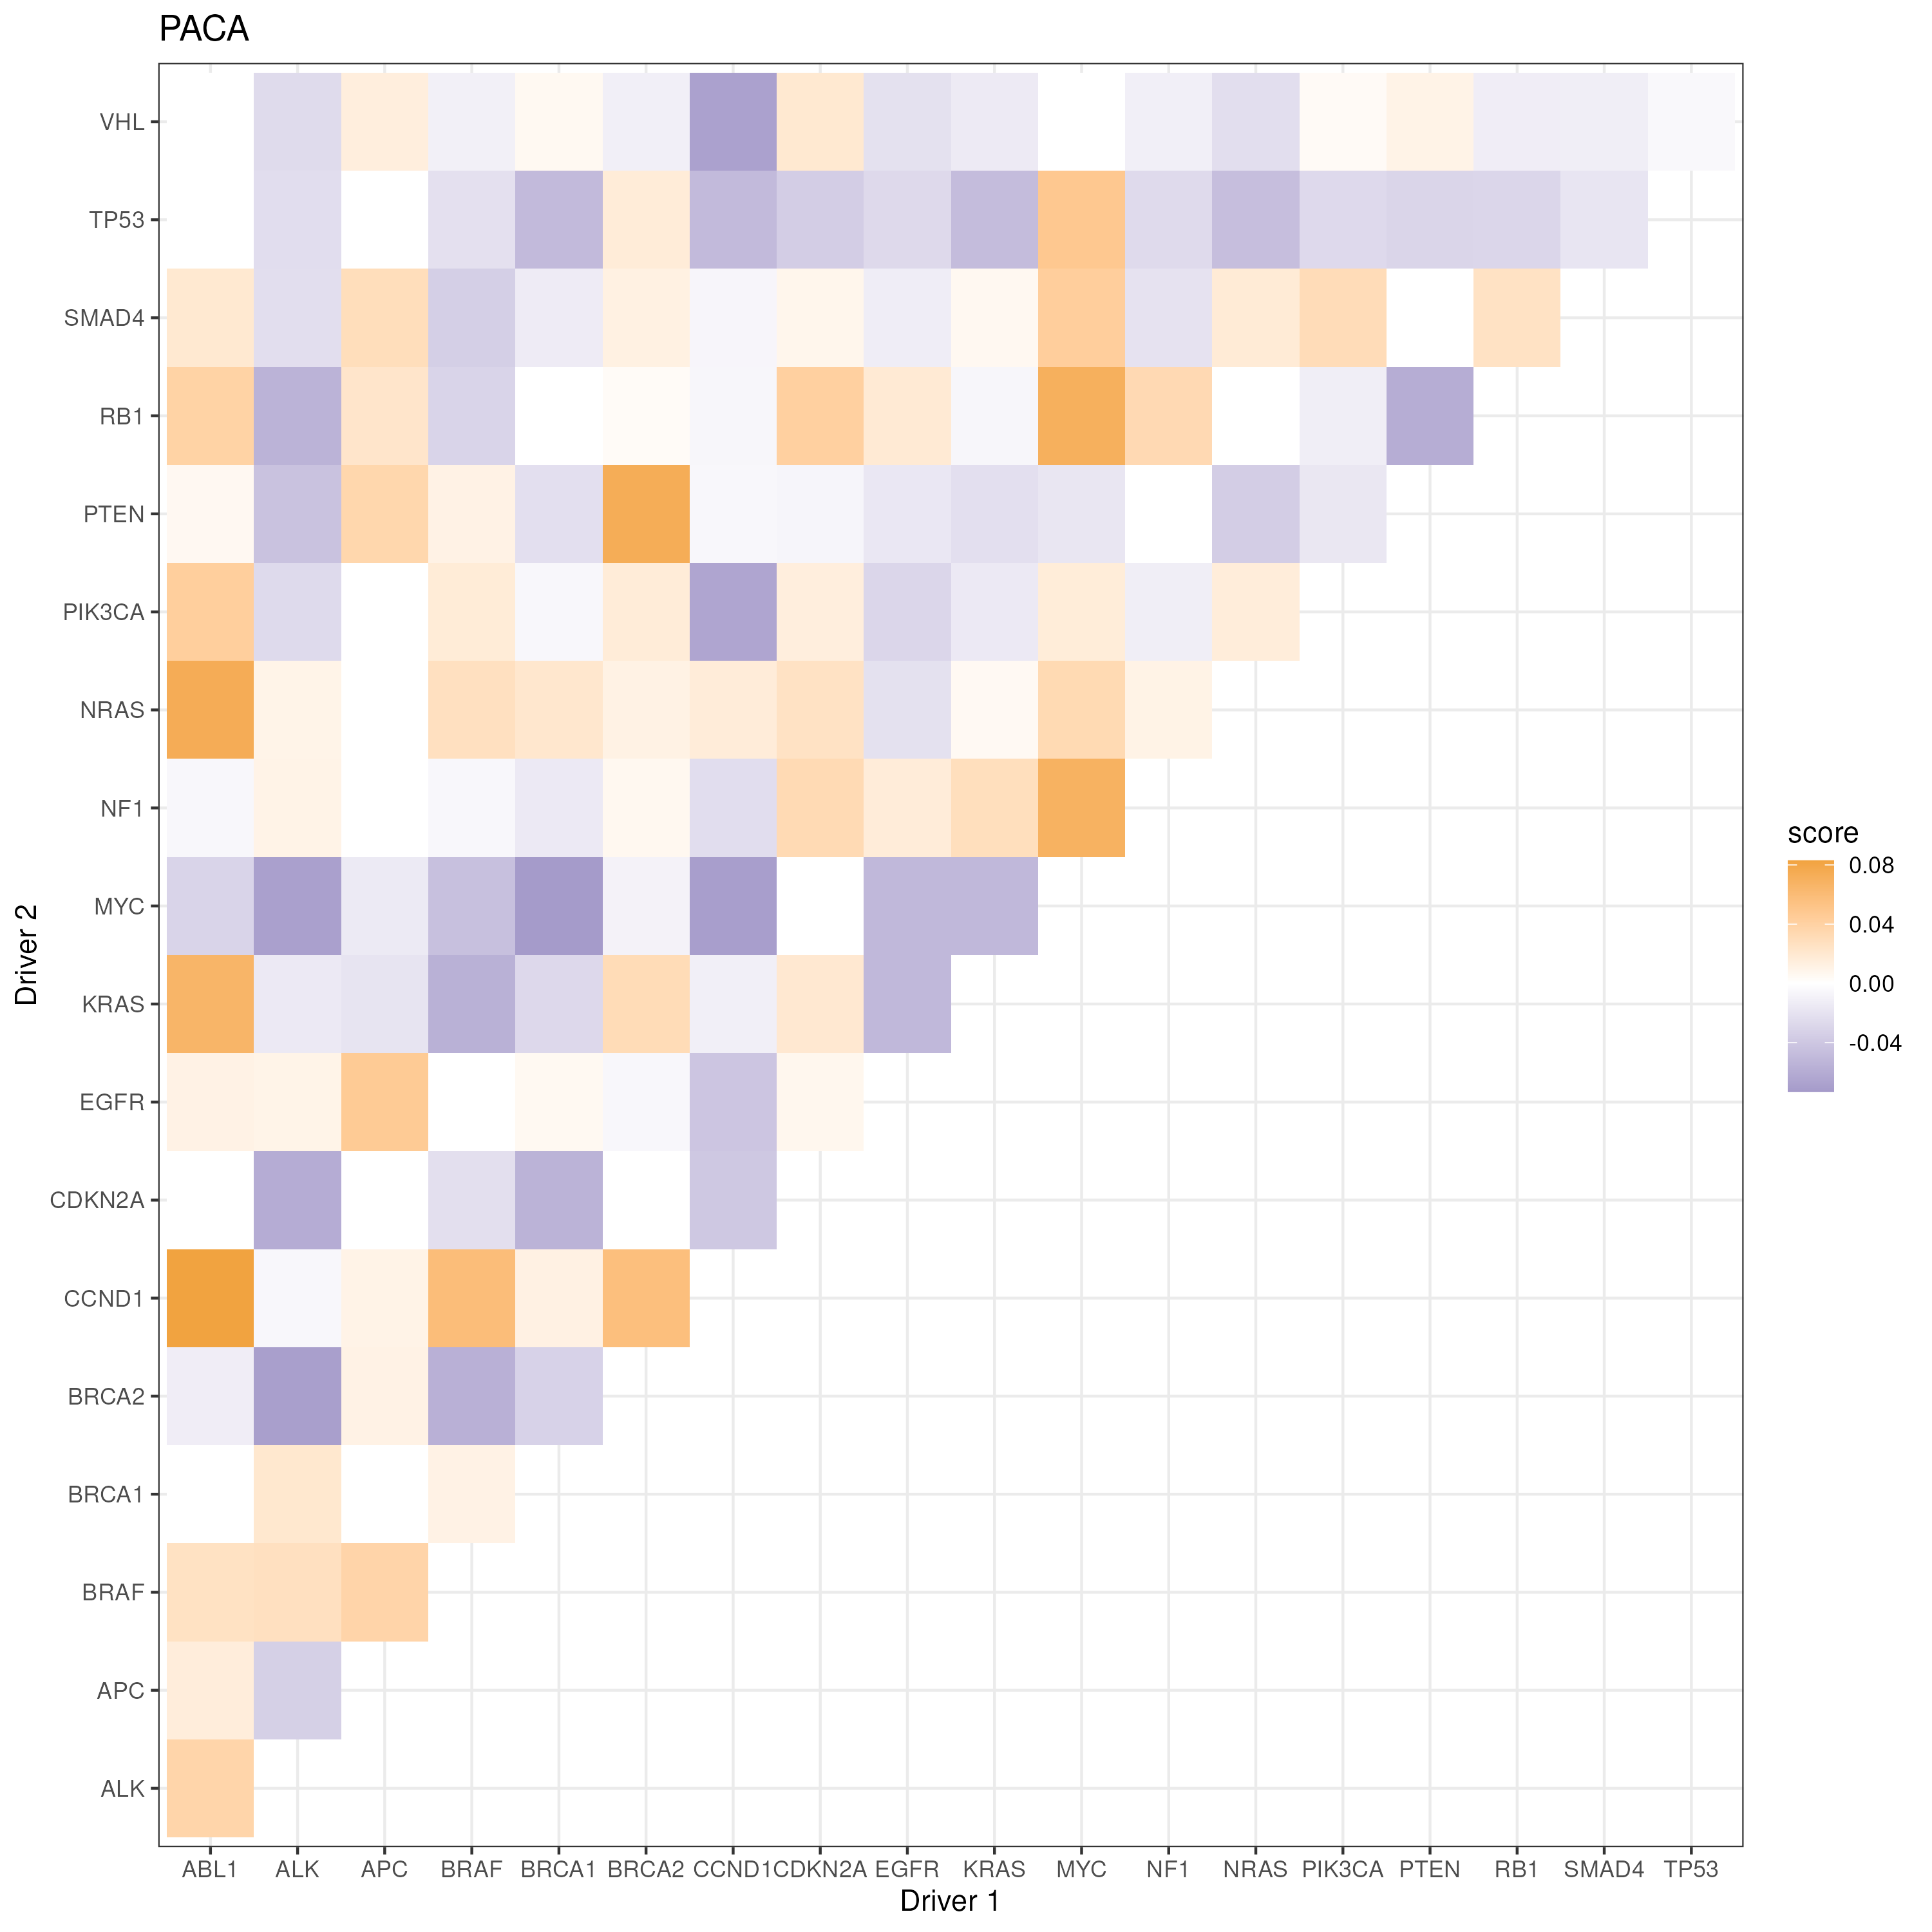 PACA
Driver 2
VHL
TP53
SMAD4
RB1
PTEN
PIK3CA
NRAS
NF1
MYC
KRAS
EGFR
CDKN2A
CCND1
BRCA2
BRCA1
BRAF
APC
ALK
ABL1 ALK APC BRAF BRCA1 BRCA2 CCND1 CDKN2A EGFR KRAS MYC NF1 NRAS PIK3CA PTEN RB1 SMAD4 TP53
Driver 1
score
0.08
0.04
0.00
-0.04